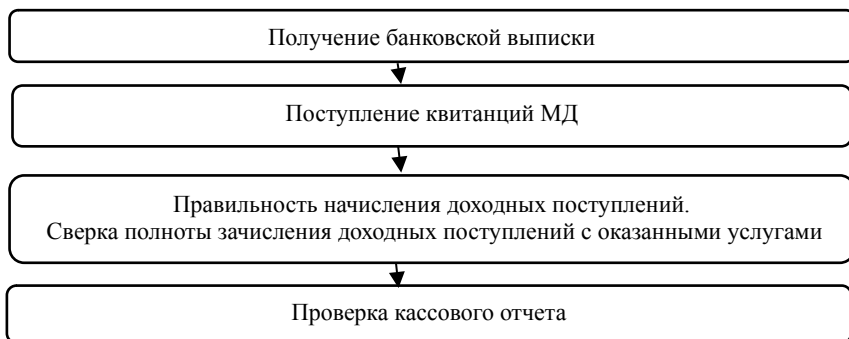 Получение банковской выписки
Поступление квитанций МД
Правильность начисления доходных поступлений.
Сверка полноты зачисления доходных поступлений с оказанными услугами
Проверка кассового отчета